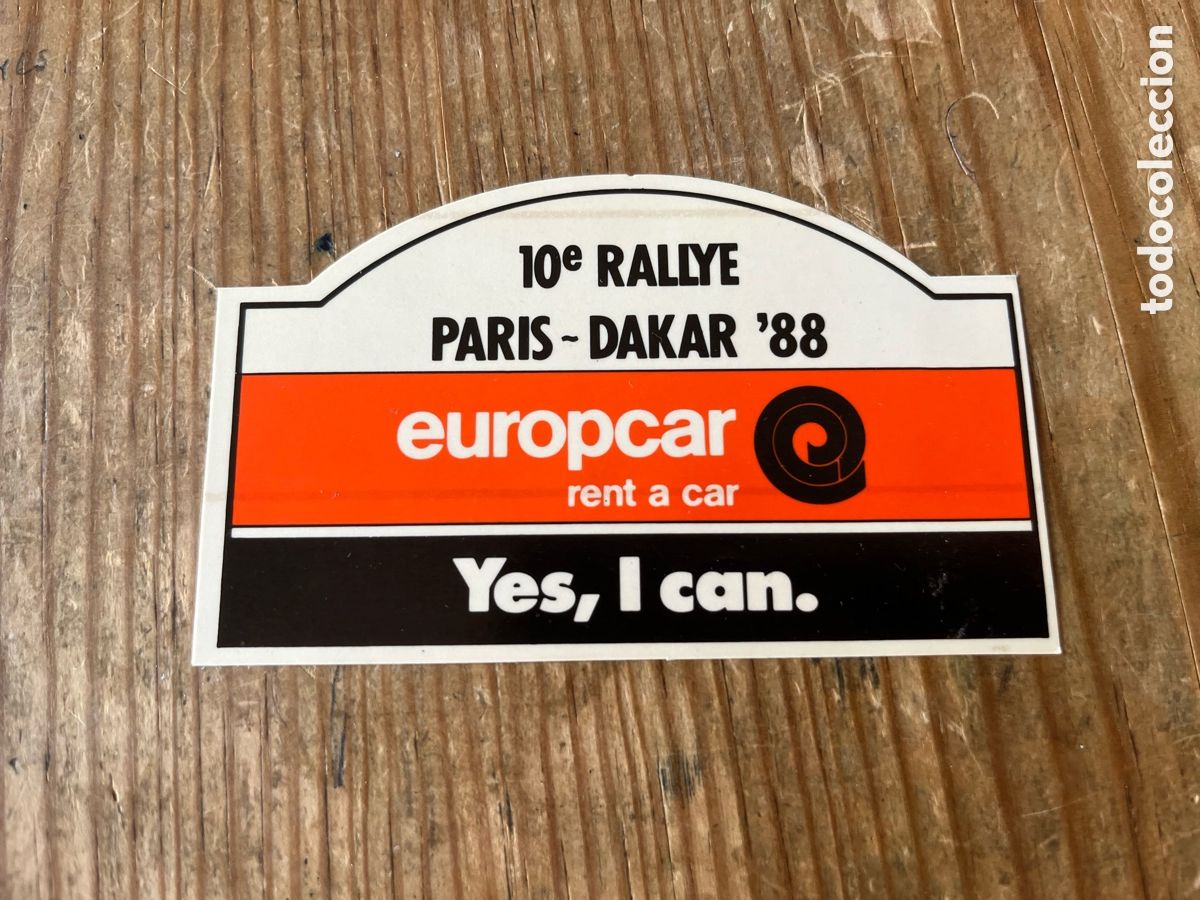 10e RALLYE
PARIS ~ DAKAR '88
europcar
rent a car
Yes, I can.
todocoleccion